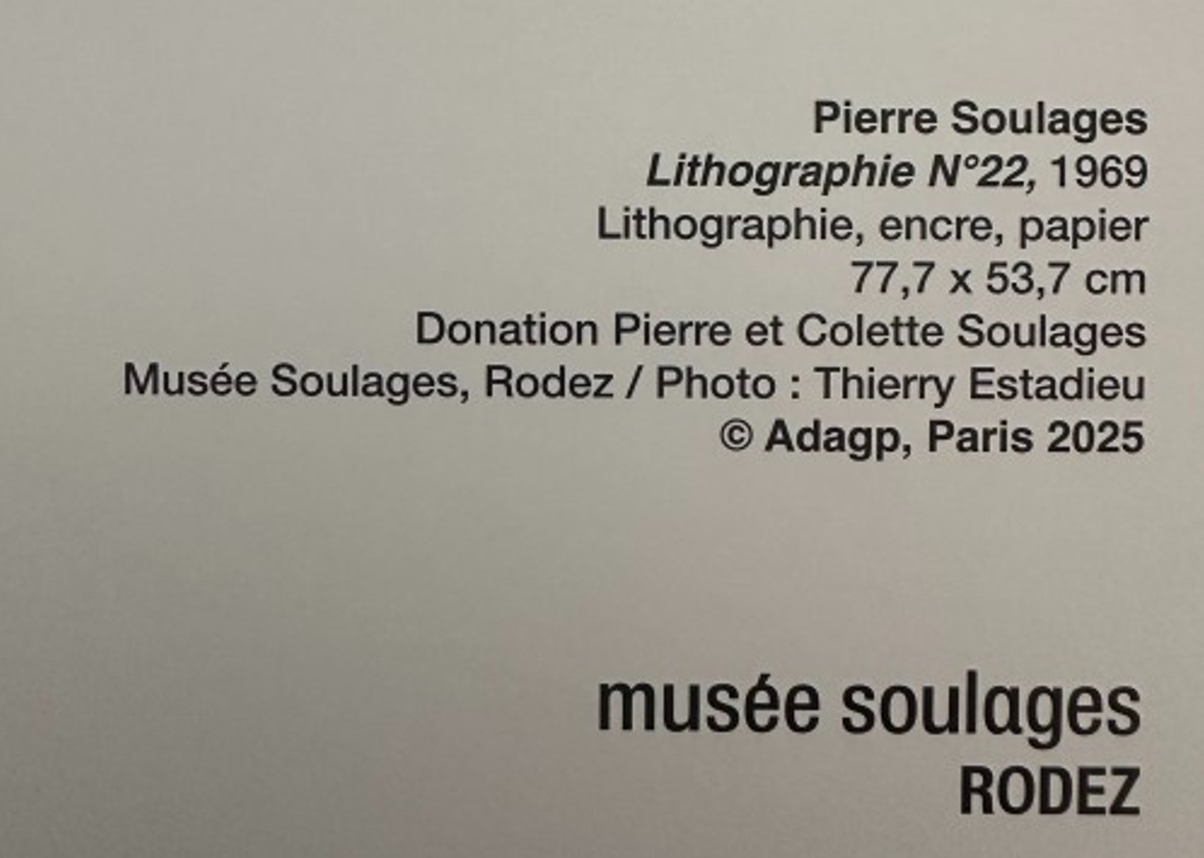 Pierre Soulages
Lithographie N°22, 1969
Lithographie, encre, papier
77,7 x 53,7 cm
Donation Pierre et Colette Soulages
Musée Soulages, Rodez / Photo : Thierry Estadieu
© Adagp, Paris 2025
musée soulages
RODEZ